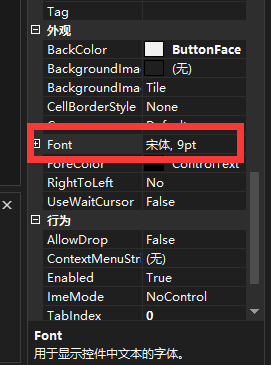 Tag
外观
BackColor ButtonFace
BackgroundIma (无)
BackgroundIma Tile
CellBorderStyle None
Font 宋体, 9pt
ForeColor ControlText
RightToLeft No
UseWaitCursor False
行为
AllowDrop False
ContextMenuStr (无)
Enabled True
ImeMode NoControl
TabIndex 0
Font
用于显示控件中文本的字体。